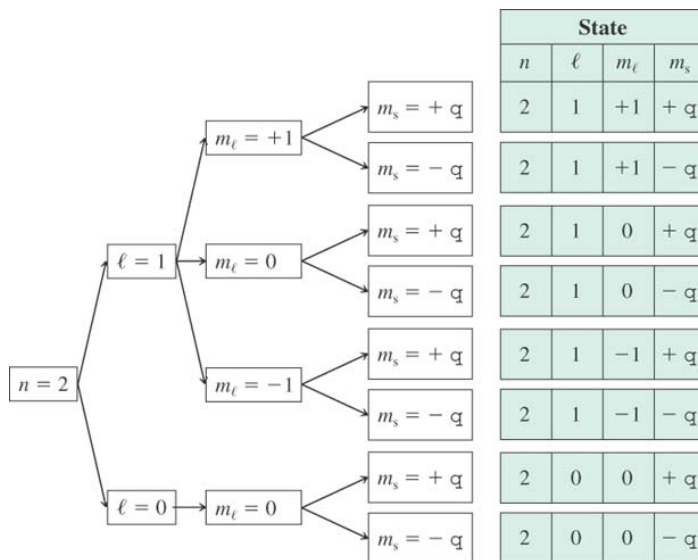 State
n ℓ mℓ ms
ms = + q 2 1 +1 + q
mℓ = +1
ms = − q 2 1 +1 − q
ms = + q 2 1 0 + q
ℓ = 1 mℓ = 0
ms = − q 2 1 0 − q
ms = + q 2 1 −1 + q
n = 2 mℓ = −1
ms = − q 2 1 −1 − q
ms = + q 2 0 0 + q
ℓ = 0 mℓ = 0
ms = − q 2 0 0 − q